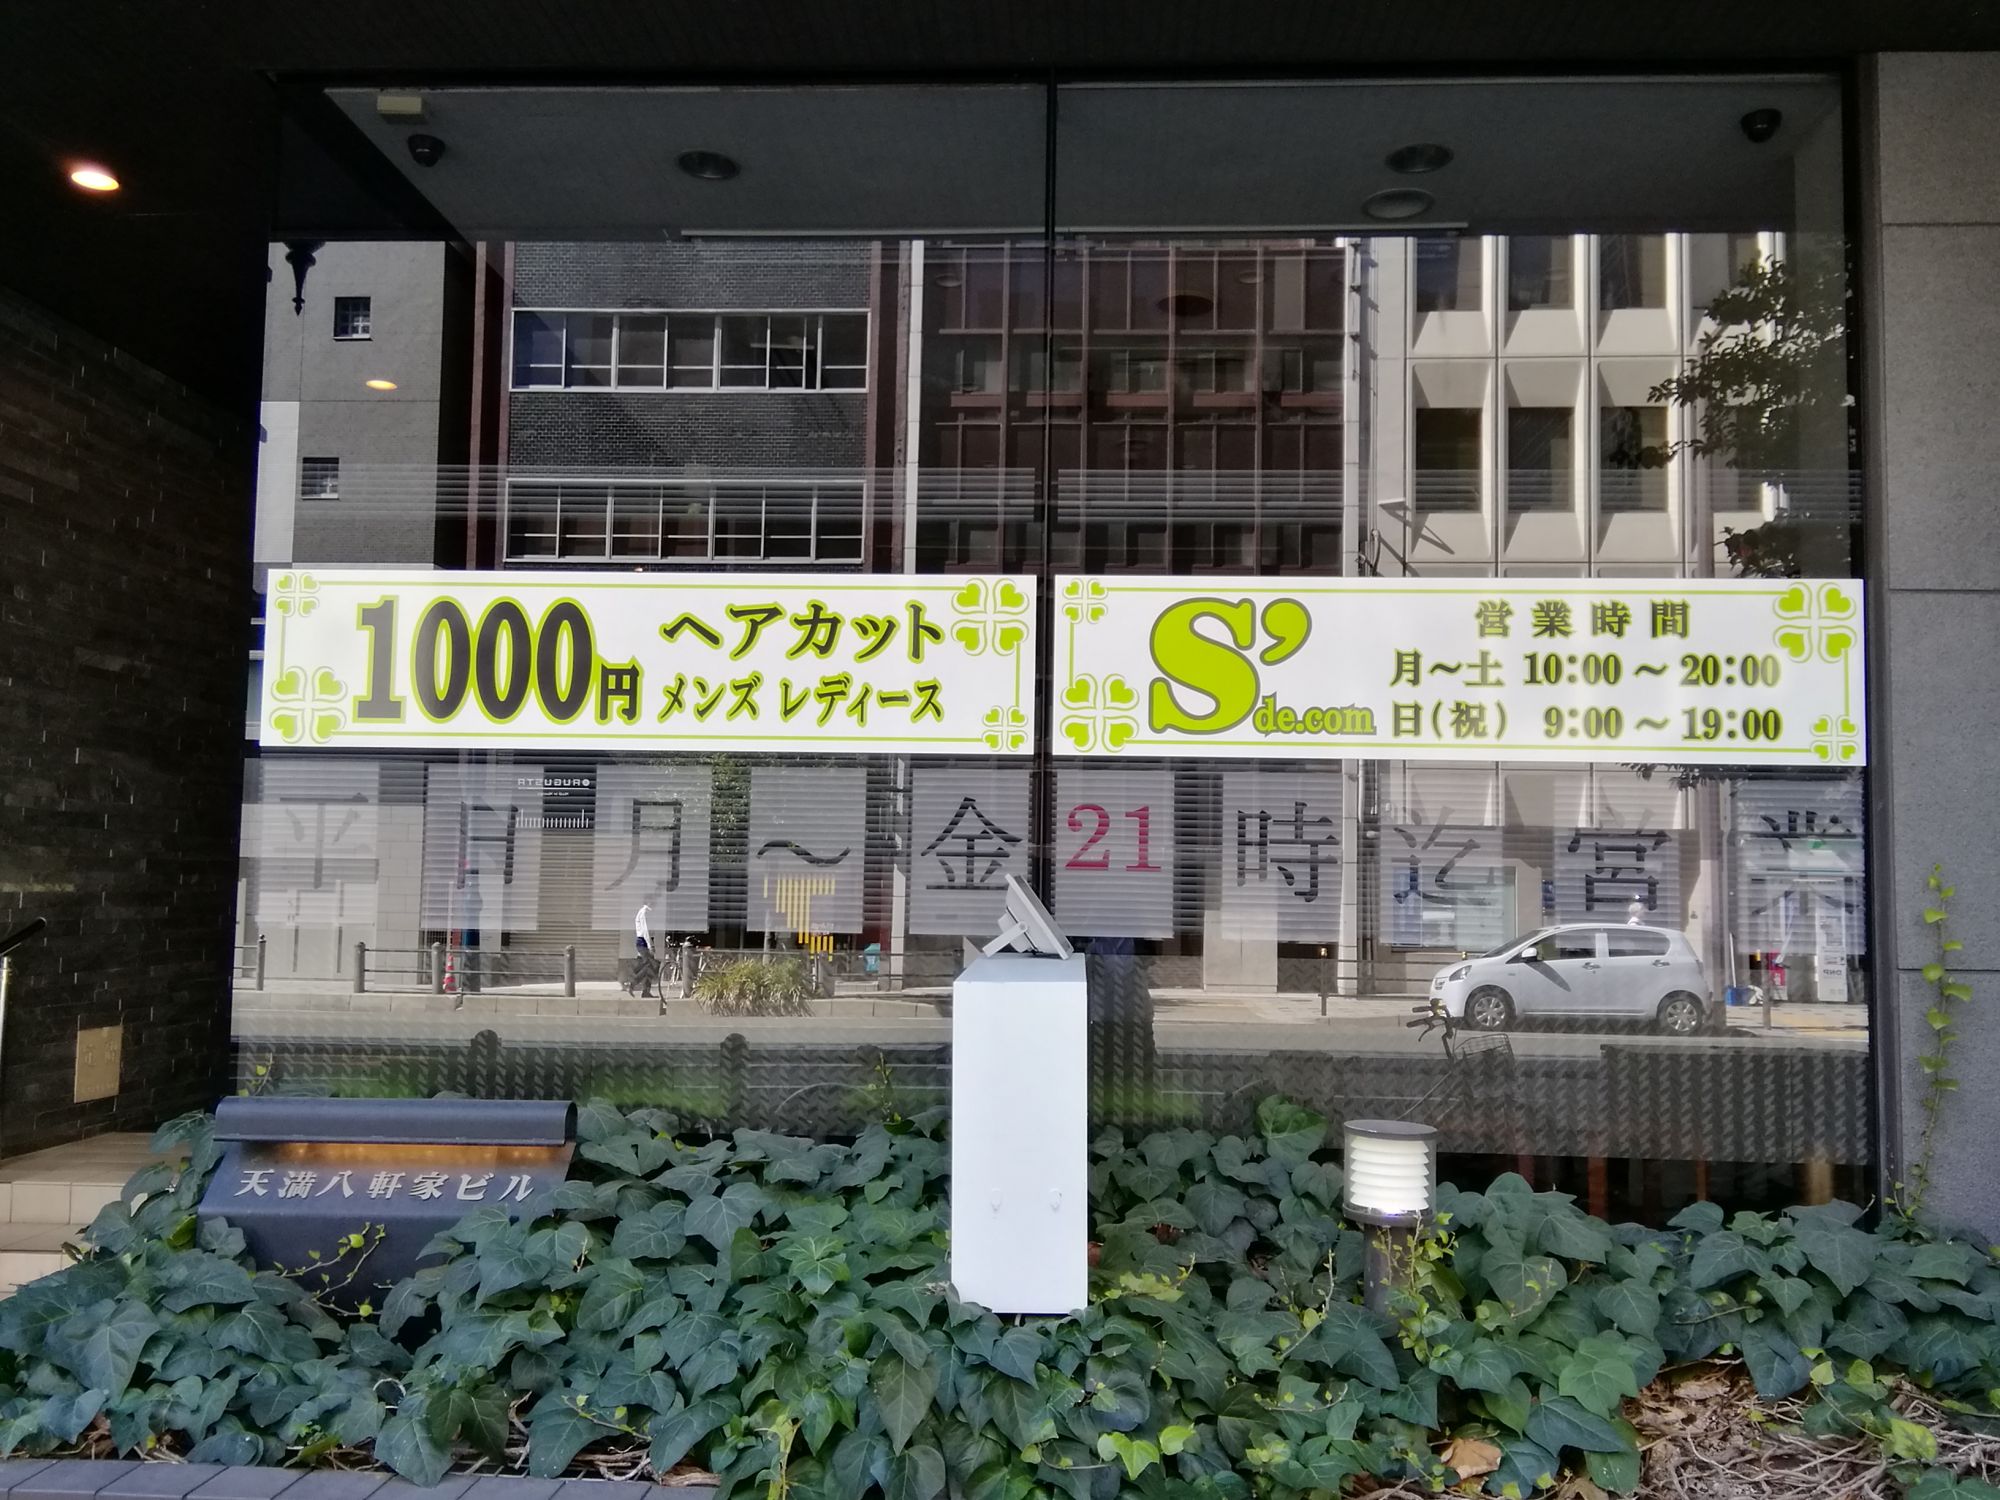 1000円 ヘアカット
メンズ レディース
S'de.com
営業時間
月〜土 10:00 〜 20:00
日(祝) 9:00 〜 19:00
平日月〜金21時迄営業
天満八軒家ビル